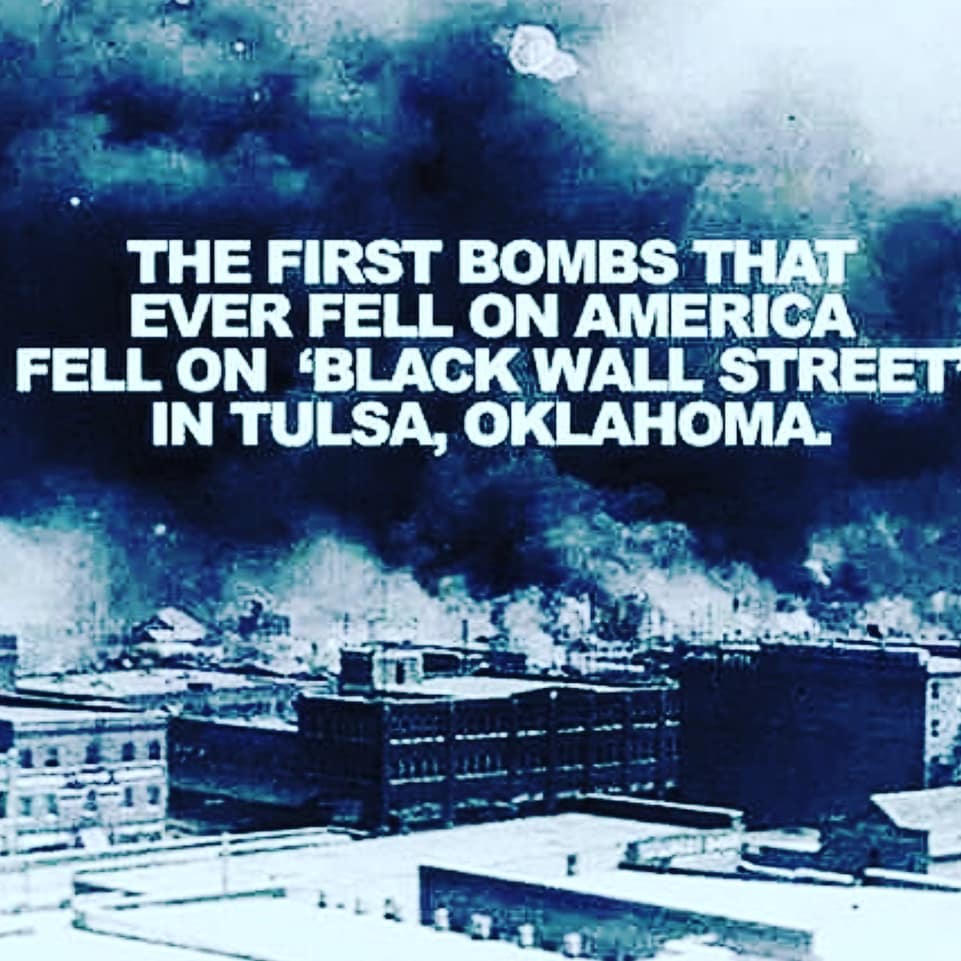 THE FIRST BOMBS THAT
EVER FELL ON AMERICA
FELL ON ‘BLACK WALL STREET’
IN TULSA, OKLAHOMA.